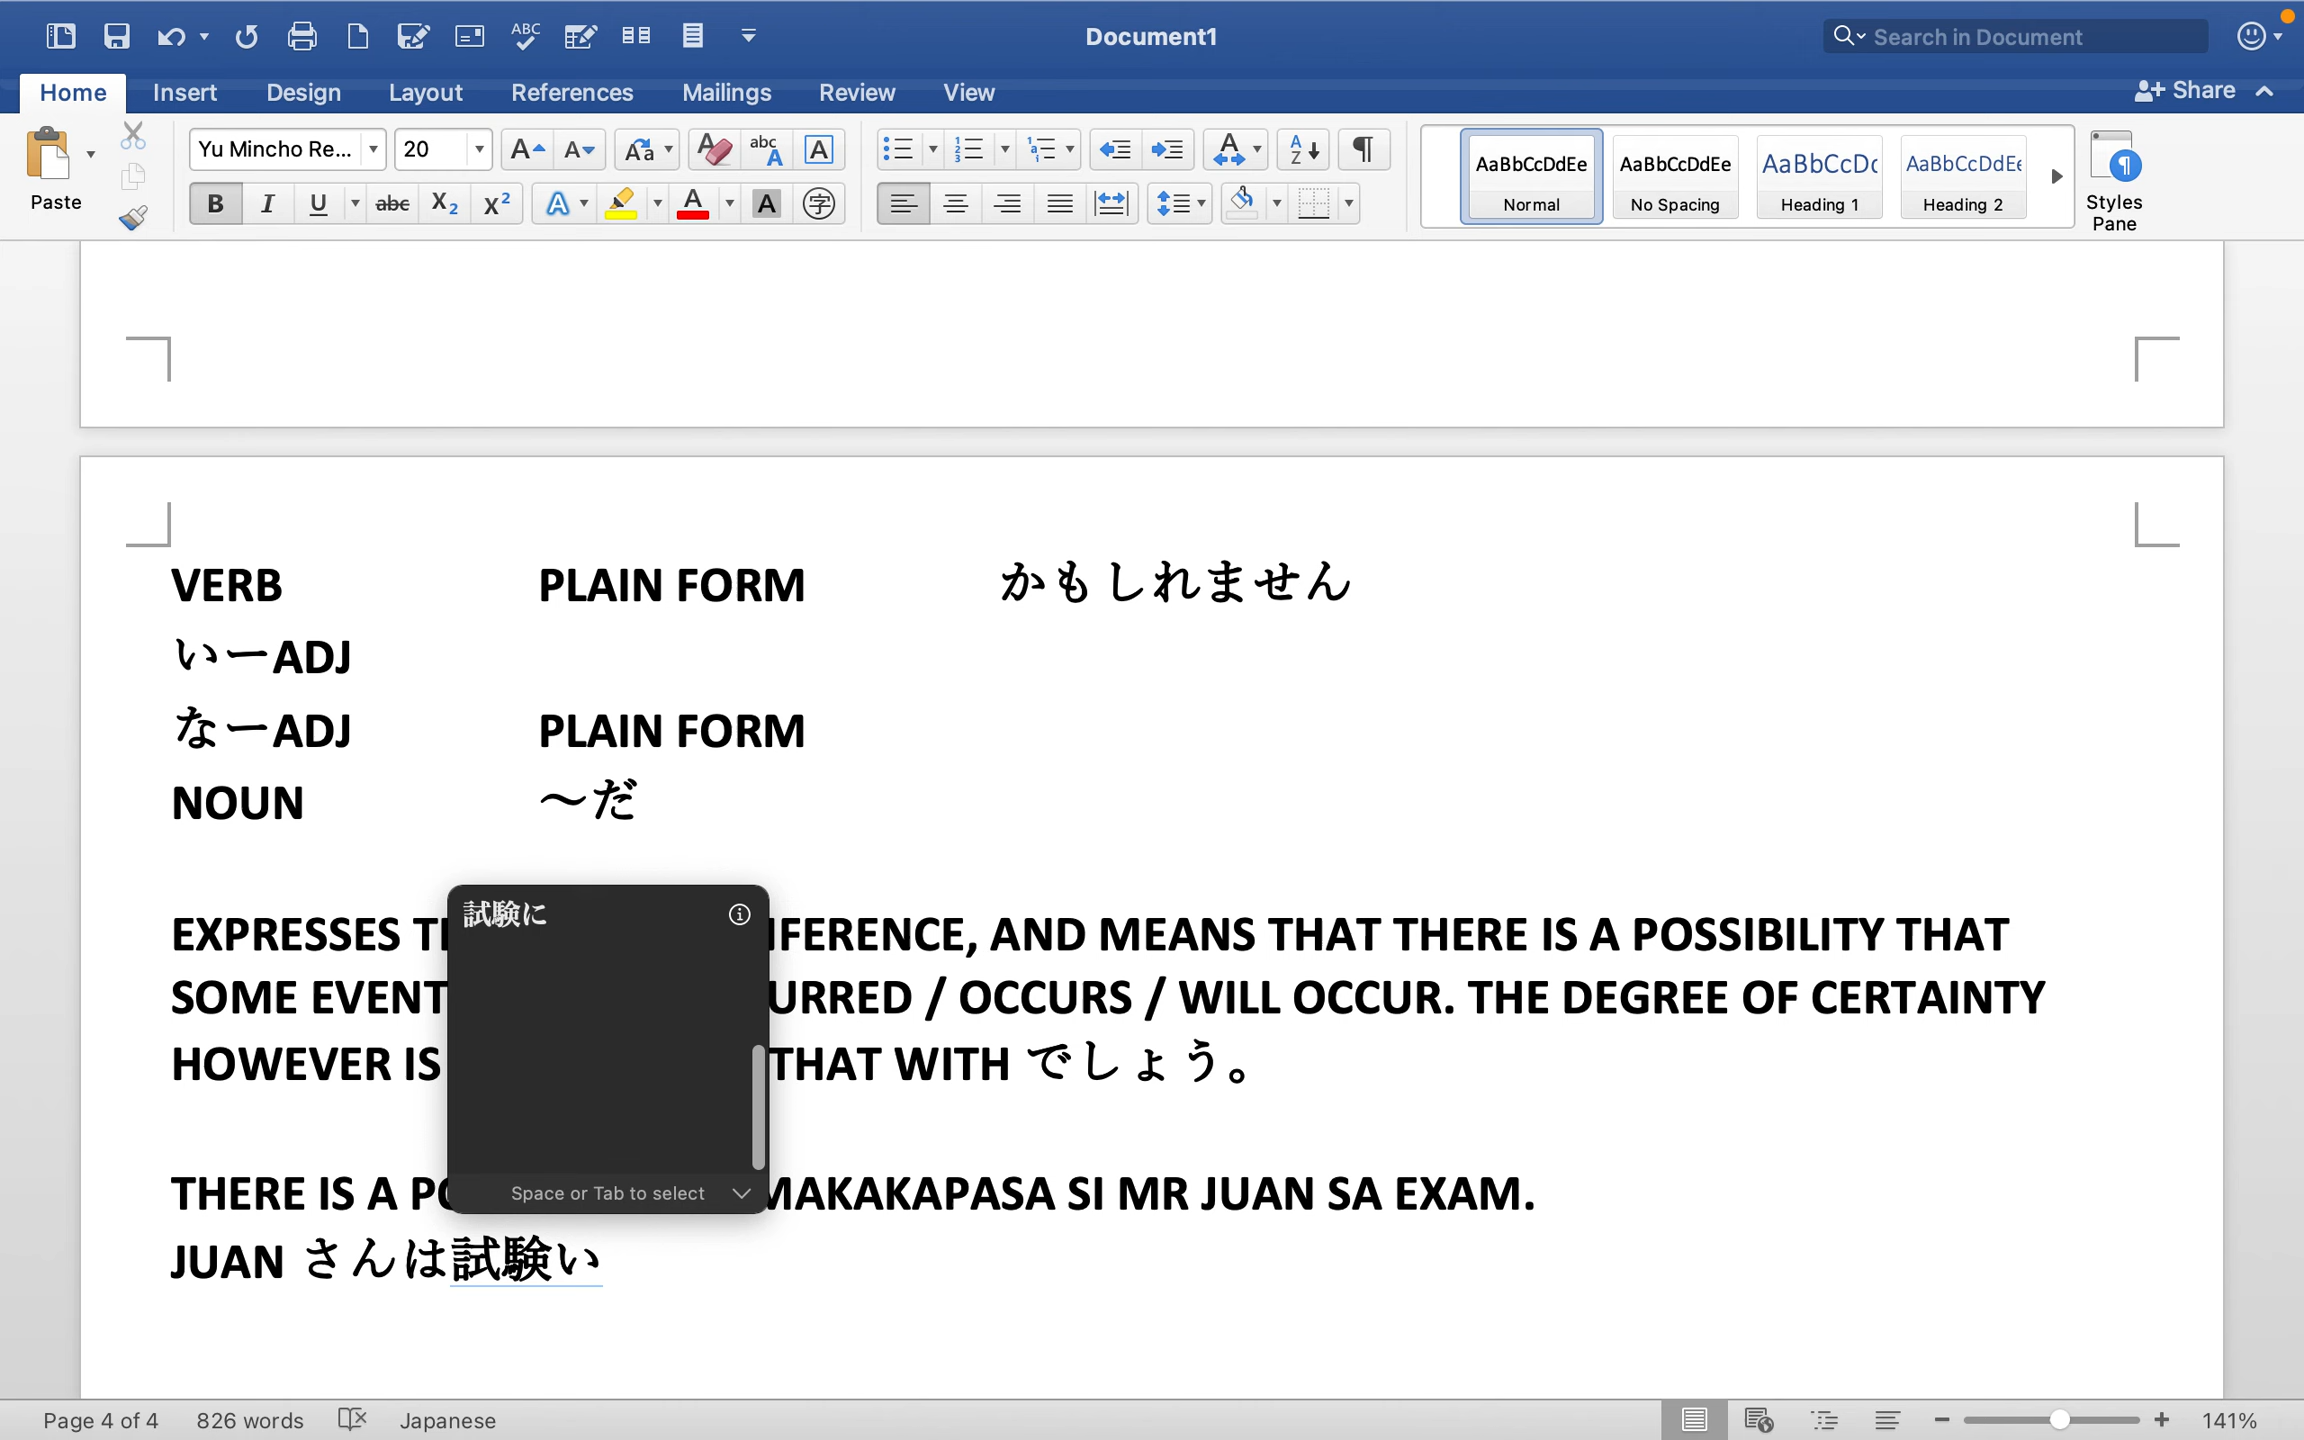 Document1
Search in Document
Home Insert Design Layout References Mailings Review View
Share
Paste
Yu Mincho Re... 20
AaBbCcDdEe Normal
AaBbCcDdEe No Spacing
AaBbCcDc Heading 1
AaBbCcDdEe Heading 2
Styles Pane
VERB PLAIN FORM かもしれません
いーADJ
なーADJ PLAIN FORM
NOUN 〜だ
EXPRESSES IFERENCE, AND MEANS THAT THERE IS A POSSIBILITY THAT
SOME EVENT URRED / OCCURS / WILL OCCUR. THE DEGREE OF CERTAINTY
HOWEVER IS THAT WITH でしょう。
THERE IS A MAKAKAPASA SI MR JUAN SA EXAM.
JUAN さんは試験い
試験に
Space or Tab to select
Page 4 of 4 826 words Japanese 141%